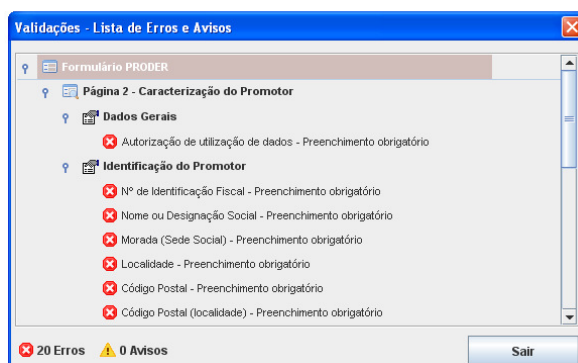 Validações - Lista de Erros e Avisos
Formulário PRODER
Página 2 - Caracterização do Promotor
Dados Gerais
Autorização de utilização de dados - Preenchimento obrigatório
Identificação do Promotor
Nº de Identificação Fiscal - Preenchimento obrigatório
Nome ou Designação Social - Preenchimento obrigatório
Morada (Sede Social) - Preenchimento obrigatório
Localidade - Preenchimento obrigatório
Código Postal - Preenchimento obrigatório
Código Postal (localidade) - Preenchimento obrigatório
20 Erros 0 Avisos Sair